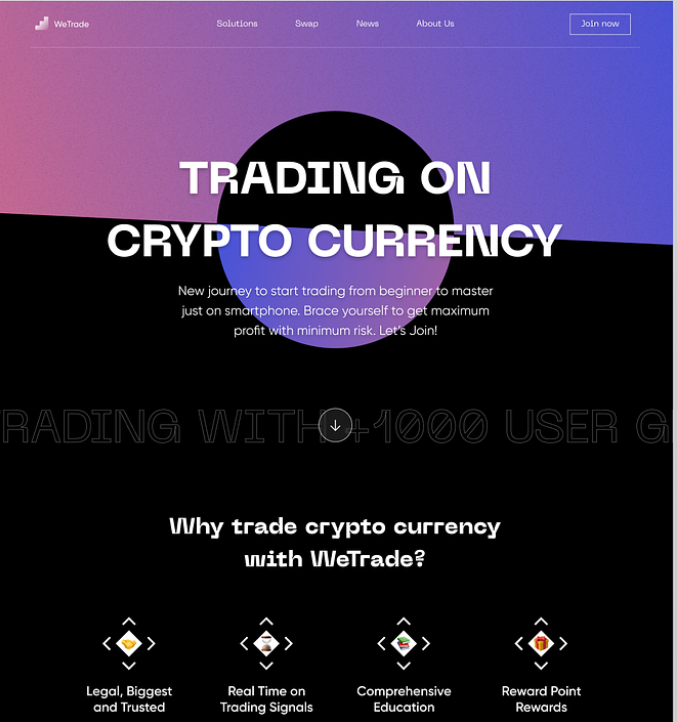 WeTrade
Solutions
Swap
News
About Us
Join now
TRADING ON
CRYPTO CURRENCY
New journey to start trading from beginner to master
just on smartphone. Brace yourself to get maximum
profit with minimum risk. Let's Join!
TRADING WITH +1000 USER G
Why trade crypto currency
with WeTrade?
Legal, Biggest
and Trusted
Real Time on
Trading Signals
Comprehensive
Education
Reward Point
Rewards